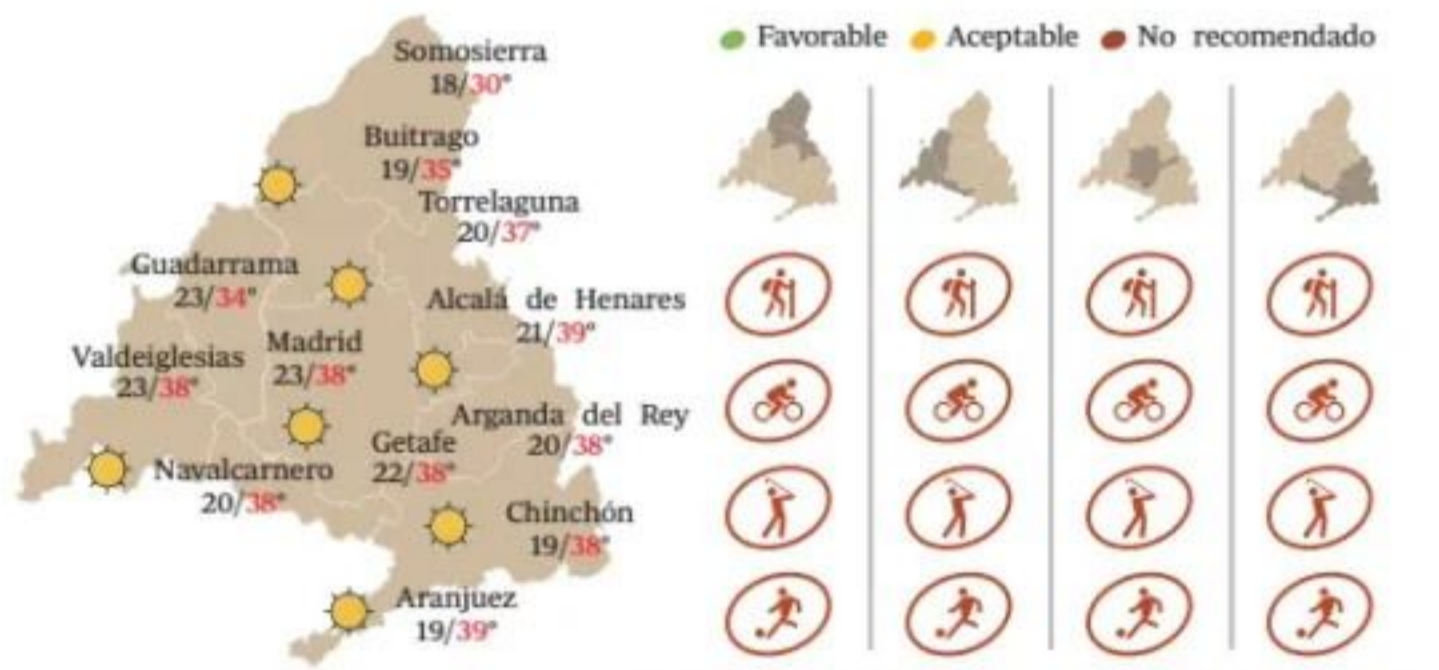 Somosierra
18/30°
Buitrago
19/35°
Torrelaguna
20/37°
Guadarrama
23/34°
Alcalá de Henares
21/39°
Valdeiglesias
23/38°
Madrid
23/38°
Arganda del Rey
20/38°
Getafe
22/38°
Navalcarnero
20/38°
Chinchón
19/38°
Aranjuez
19/39°
Favorable Aceptable No recomendado